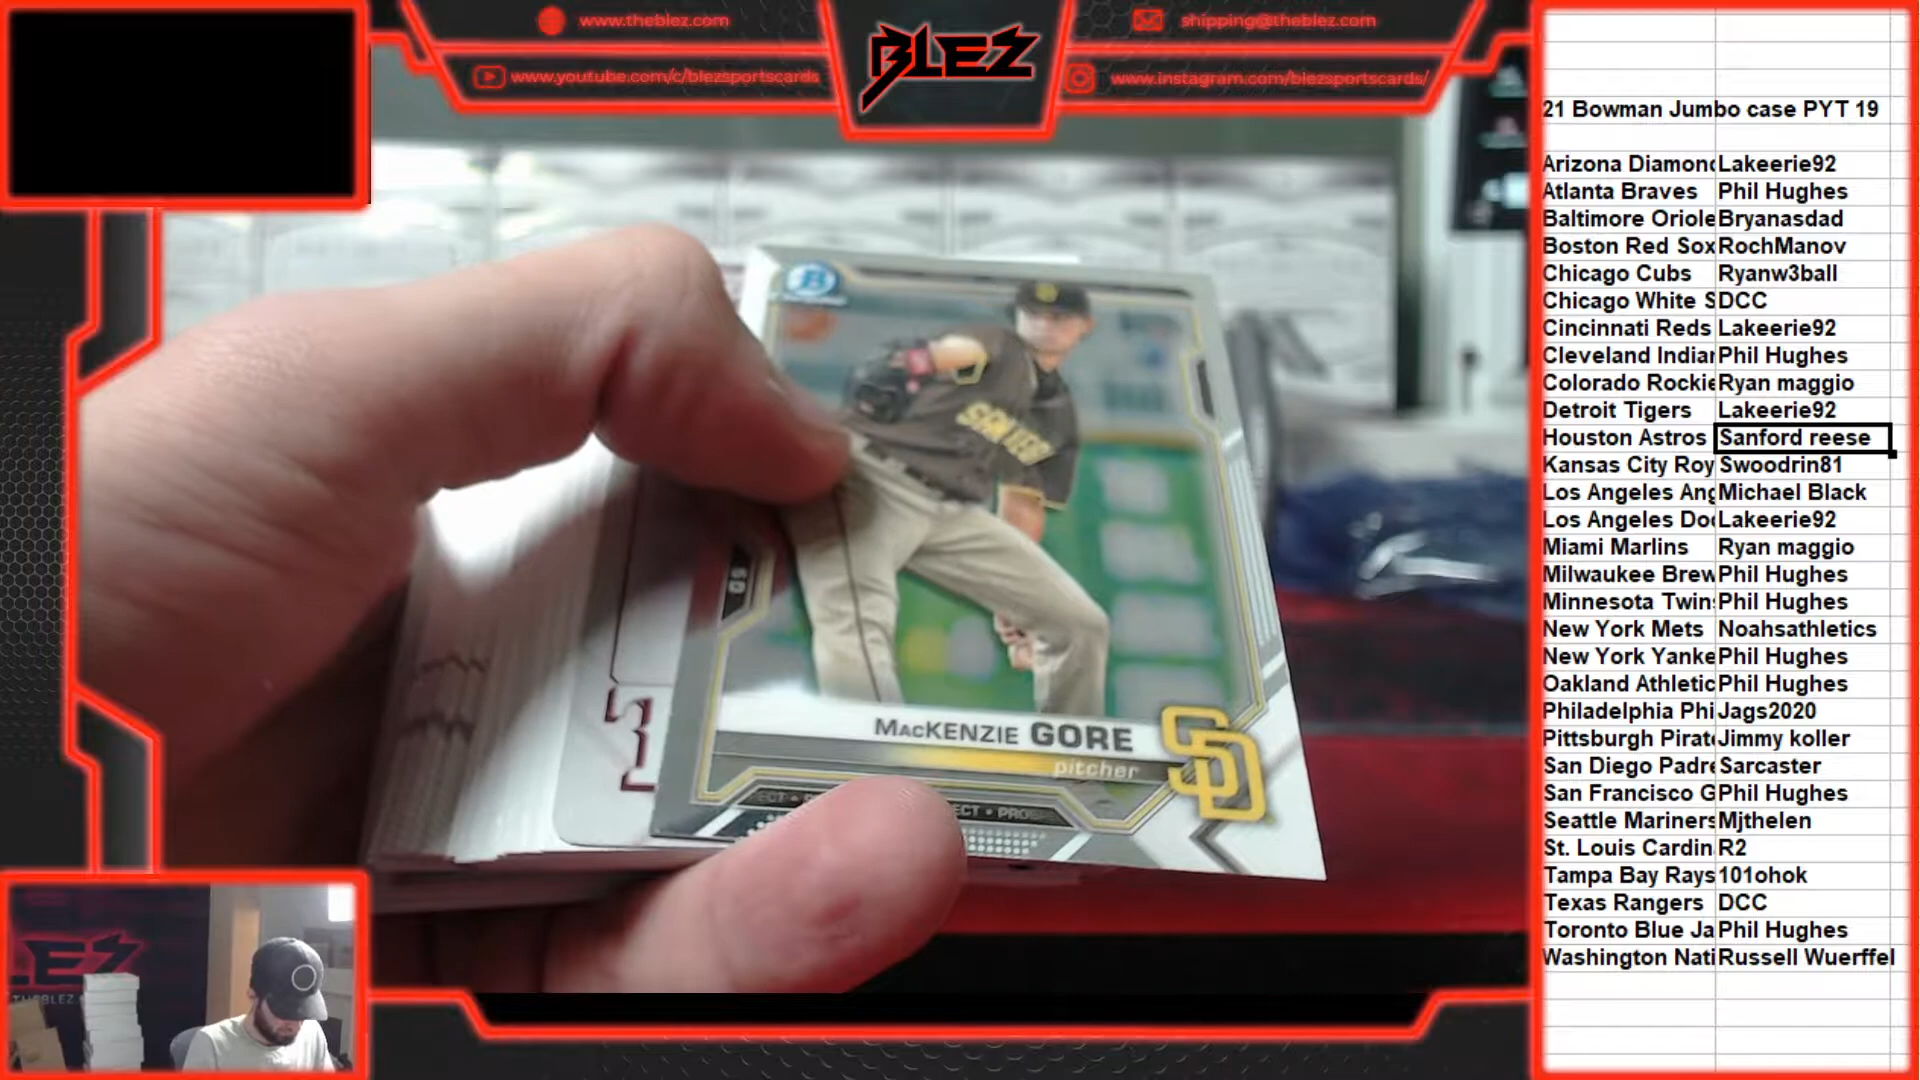 www.theblez.com
BLEZ
shipping@theblez.com
www.youtube.com/c/blezsportscards
www.instagram.com/blezsportscards/
21 Bowman Jumbo case PYT 19
Arizona Diamond Lakeerie92
Atlanta Braves Phil Hughes
Baltimore Oriole Bryanasdad
Boston Red Sox RochManov
Chicago Cubs Ryanw3ball
Chicago White S DCC
Cincinnati Reds Lakeerie92
Cleveland Indian Phil Hughes
Colorado Rockie Ryan maggio
Detroit Tigers Lakeerie92
Houston Astros Sanford reese
Kansas City Roy Swoodrin81
Los Angeles Ang Michael Black
Los Angeles Dod Lakeerie92
Miami Marlins Ryan maggio
Milwaukee Brew Phil Hughes
Minnesota Twins Phil Hughes
New York Mets Noahsathletics
New York Yanke Phil Hughes
Oakland Athletic Phil Hughes
Philadelphia Phi Jags2020
Pittsburgh Pirate Jimmy koller
San Diego Padre Sarcaster
San Francisco G Phil Hughes
Seattle Mariners Mjthelen
St. Louis Cardin R2
Tampa Bay Rays 101ohok
Texas Rangers DCC
Toronto Blue Ja Phil Hughes
Washington Nati Russell Wuerffel
B
MACKENZIE GORE
pitcher
SD